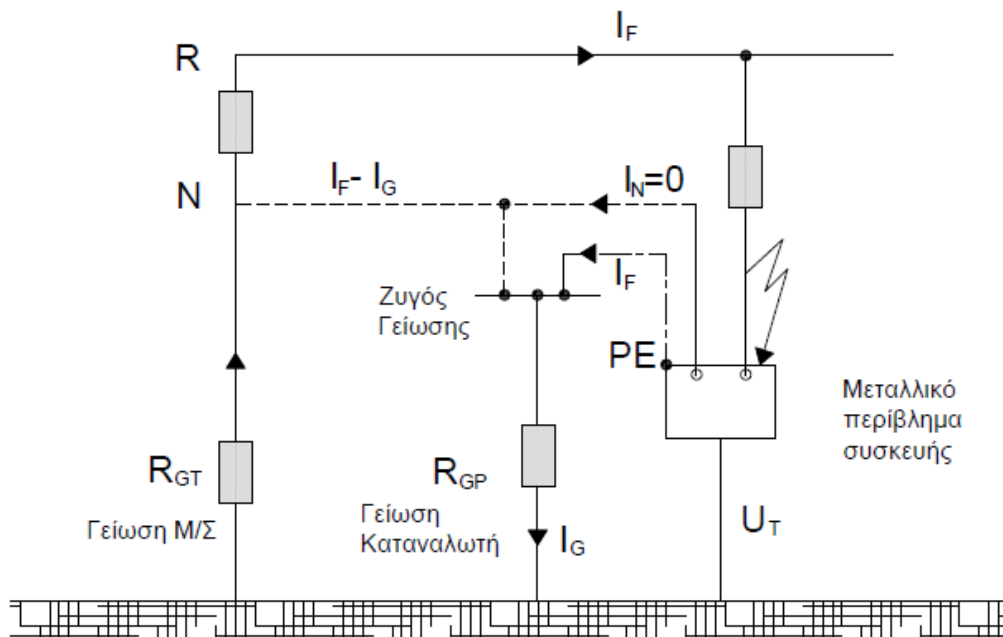 R
I_F
N
I_F - I_G
I_N=0
I_F
Ζυγός
Γείωσης
PE
Μεταλλικό
περίβλημα
συσκευής
R_GT
Γείωση Μ/Σ
R_GP
Γείωση
Καταναλωτή
I_G
U_T